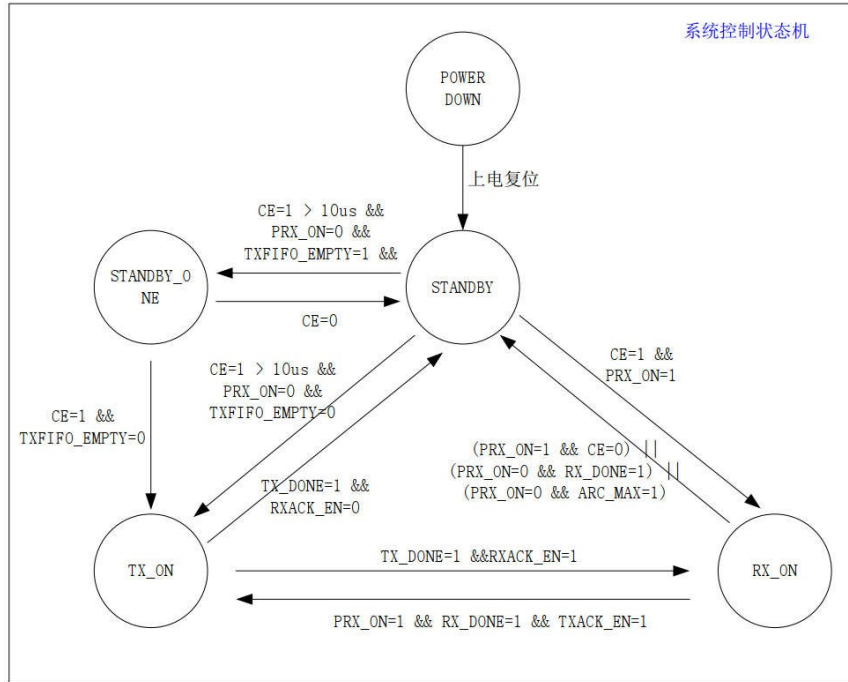 系统控制状态机
POWER
DOWN
上电复位
CE=1 > 10us &&
PRX_ON=0 &&
TXFIFO_EMPTY=1 &&
STANDBY_O
NE
STANDBY
CE=0
CE=1 &&
PRX_ON=1
CE=1 > 10us &&
PRX_ON=0 &&
TXFIFO_EMPTY=0
CE=1 &&
TXFIFO_EMPTY=0
(PRX_ON=1 && CE=0) ||
(PRX_ON=0 && RX_DONE=1) ||
(PRX_ON=0 && ARC_MAX=1)
TX_DONE=1 &&
RXACK_EN=0
TX_ON
TX_DONE=1 &&RXACK_EN=1
RX_ON
PRX_ON=1 && RX_DONE=1 && TXACK_EN=1